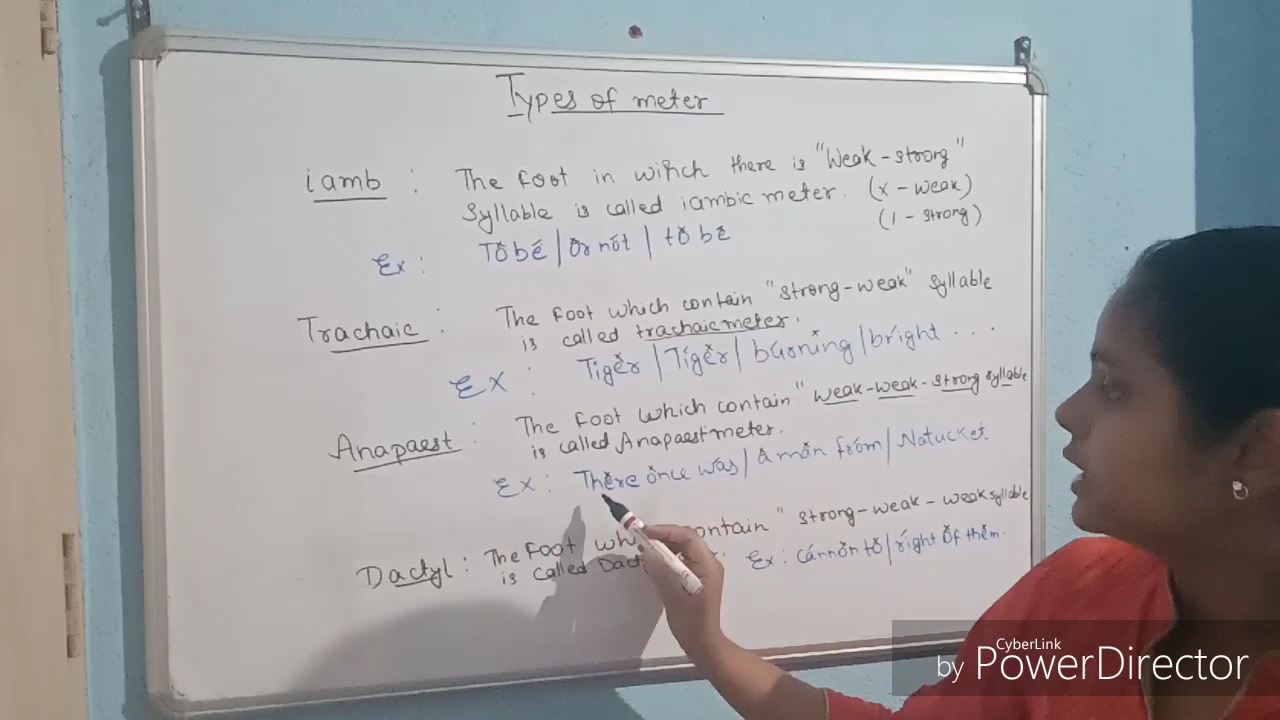 Types of meter
iamb : The foot in which there is "Weak - strong"
Syllable is called iambic meter. (x - weak)
(1 - strong)
Ex : To be | Or not | to be
Trachaic : The foot which contain "strong-weak" syllable
is called trachaic meter.
EX : Tiger | Tiger | burning | bright ...
Anapaest : The foot which contain " weak-weak-strong syllable
is called Anapaest meter.
EX : There once was | a man from | Natucket
Dactyl : The foot contain " strong-weak-weak syllable
is called Ex : cannon to | right of them.
CyberLink
by PowerDirector